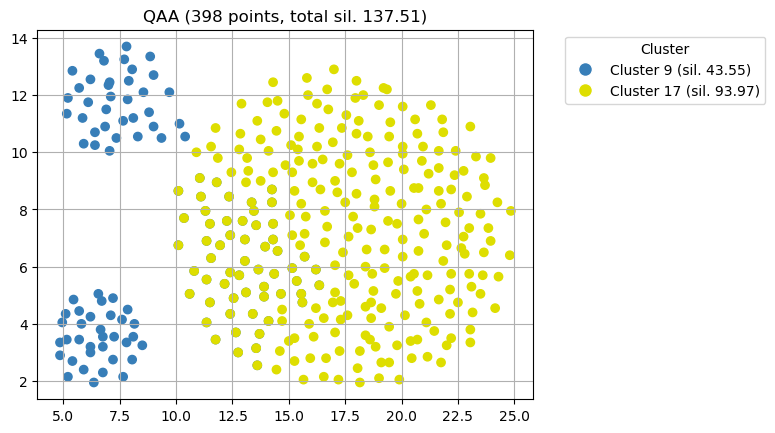 QAA (398 points, total sil. 137.51)
Cluster
Cluster 9 (sil. 43.55)
Cluster 17 (sil. 93.97)
14
12
10
8
6
4
2
5.0 7.5 10.0 12.5 15.0 17.5 20.0 22.5 25.0